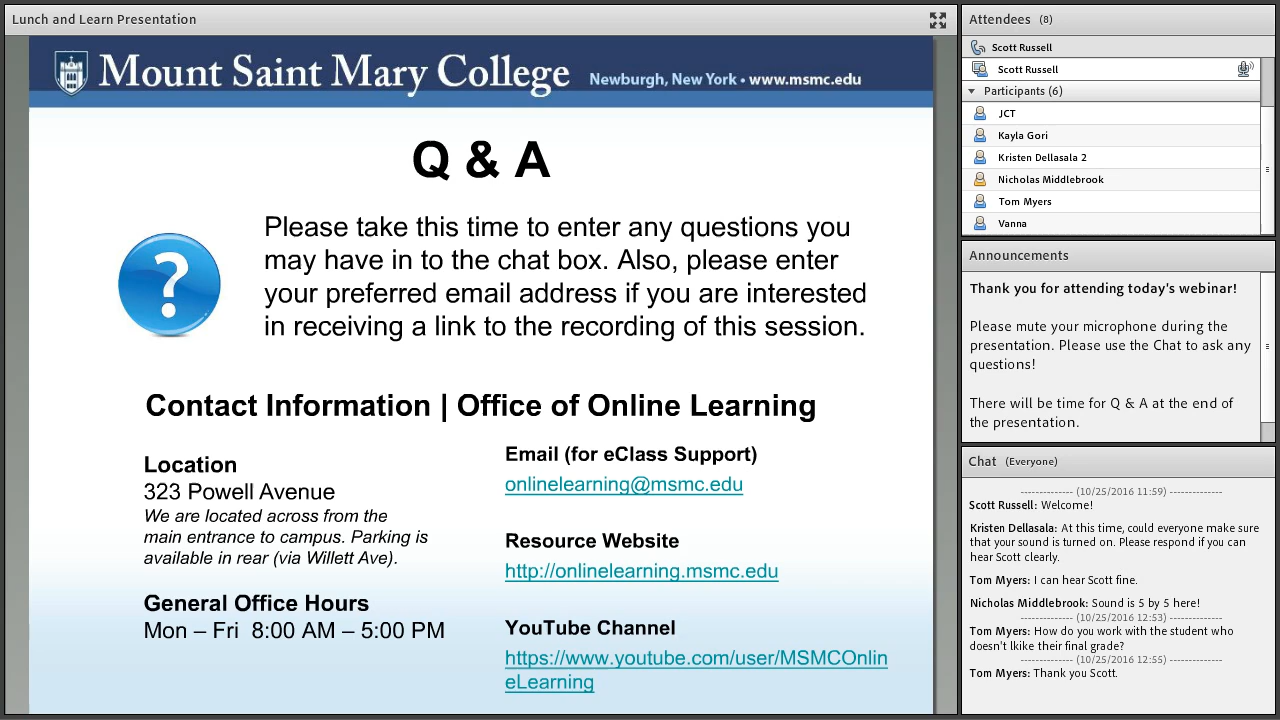 Lunch and Learn Presentation
Mount Saint Mary College Newburgh, New York • www.msmc.edu
Q & A
?
Please take this time to enter any questions you
may have in to the chat box. Also, please enter
your preferred email address if you are interested
in receiving a link to the recording of this session.
Contact Information | Office of Online Learning
Location
323 Powell Avenue
We are located across from the
main entrance to campus. Parking is
available in rear (via Willett Ave).
General Office Hours
Mon – Fri 8:00 AM – 5:00 PM
Email (for eClass Support)
onlinelearning@msmc.edu
Resource Website
http://onlinelearning.msmc.edu
YouTube Channel
https://www.youtube.com/user/MSMCOnlin
eLearning
Attendees (8)
Scott Russell
Scott Russell
Participants (6)
JCT
Kayla Gori
Kristen Dellasala 2
Nicholas Middlebrook
Tom Myers
Vanna
Announcements
Thank you for attending today's webinar!
Please mute your microphone during the
presentation. Please use the Chat to ask any
questions!
There will be time for Q & A at the end of
the presentation.
Chat (Everyone)
-------------- (10/25/2016 11:59) --------------
Scott Russell: Welcome!
Kristen Dellasala: At this time, could everyone make sure
that your sound is turned on. Please respond if you can
hear Scott clearly.
Tom Myers: I can hear Scott fine.
Nicholas Middlebrook: Sound is 5 by 5 here!
-------------- (10/25/2016 12:53) --------------
Tom Myers: How do you work with the student who
doesn't lkike their final grade?
-------------- (10/25/2016 12:55) --------------
Tom Myers: Thank you Scott.